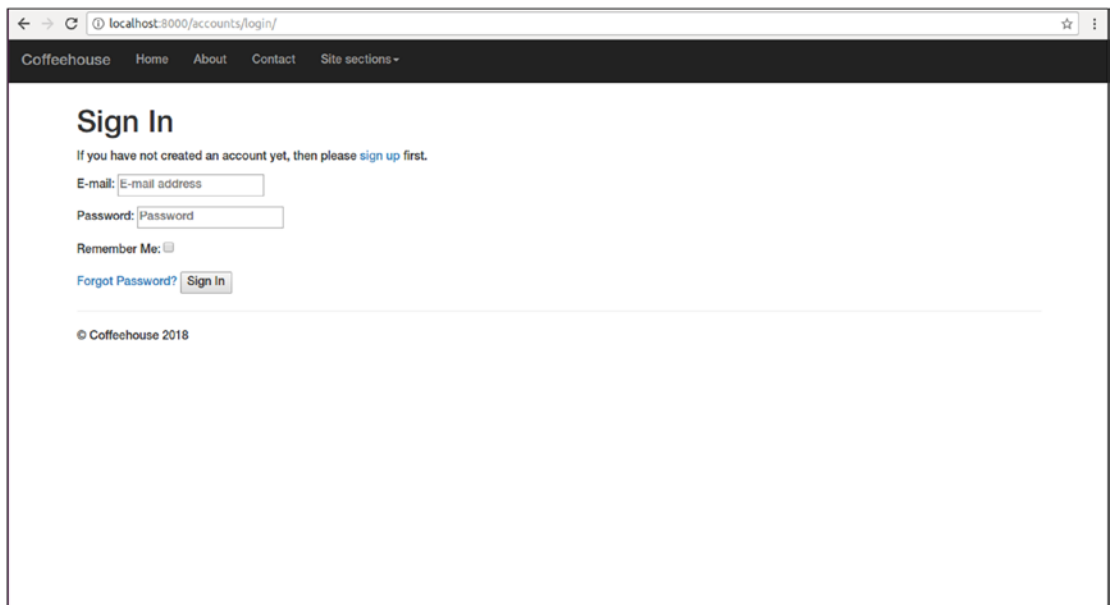 localhost:8000/accounts/login/
Coffeehouse Home About Contact Site sections
Sign In
If you have not created an account yet, then please sign up first.
E-mail: E-mail address
Password: Password
Remember Me:
Forgot Password? Sign In
© Coffeehouse 2018